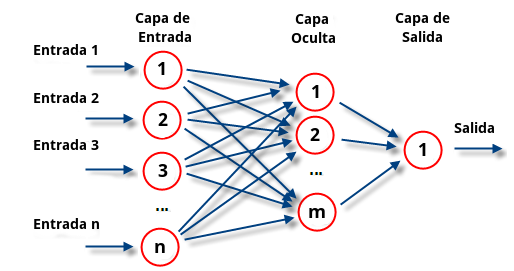 Capa de
Entrada
Capa
Oculta
Capa de
Salida
Entrada 1
Entrada 2
Entrada 3
Entrada n
1
2
3
...
n
1
2
...
m
1
Salida